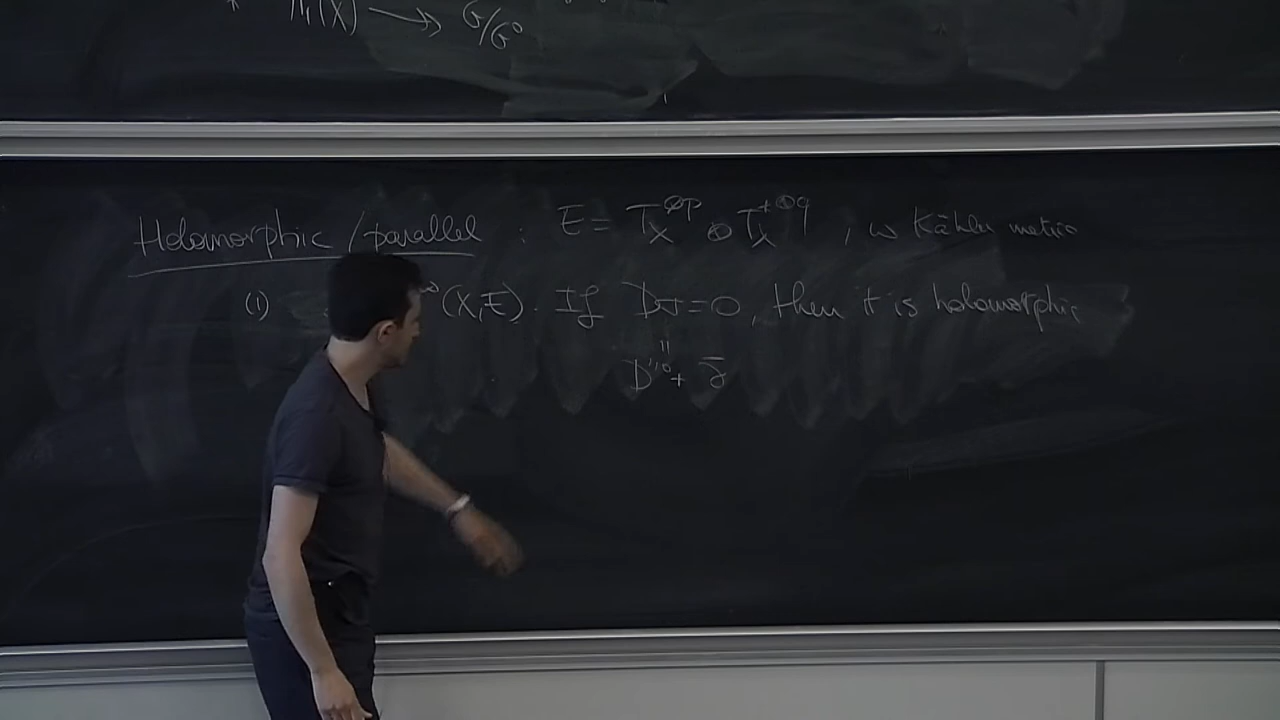 π₁(X) ↠ G/G°
Holomorphic / parallel : E = T_X^{⊗p} ⊗ T_X^{*⊗q}, ω Kähler metric
(1) ^∞(X,E). If Dσ = 0, then it is holomorphic
"
D^{1,0} + ∂̄